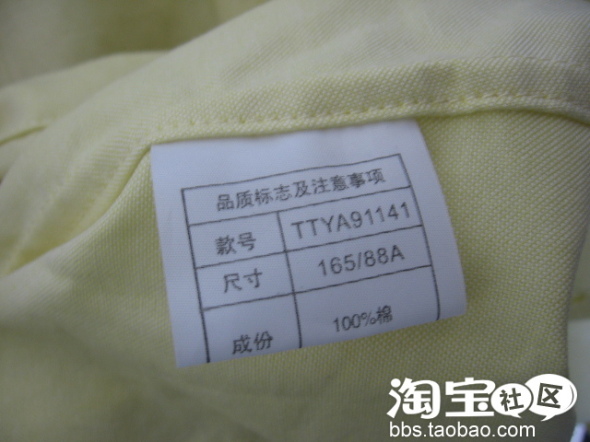 品质标志及注意事项
款号 TTYA91141
尺寸 165/88A
成份 100%棉
淘宝社区
bbs.taobao.com